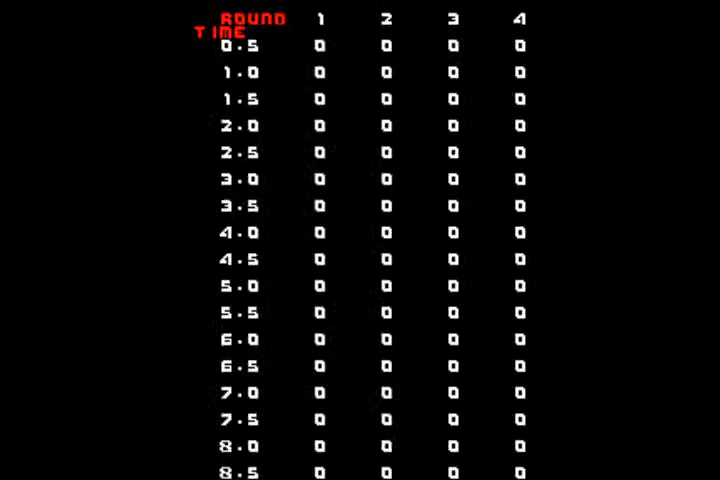 ROUND 1 2 3 4
TIME
0.5 0 0 0 0
1.0 0 0 0 0
1.5 0 0 0 0
2.0 0 0 0 0
2.5 0 0 0 0
3.0 0 0 0 0
3.5 0 0 0 0
4.0 0 0 0 0
4.5 0 0 0 0
5.0 0 0 0 0
5.5 0 0 0 0
6.0 0 0 0 0
6.5 0 0 0 0
7.0 0 0 0 0
7.5 0 0 0 0
8.0 0 0 0 0
8.5 0 0 0 0